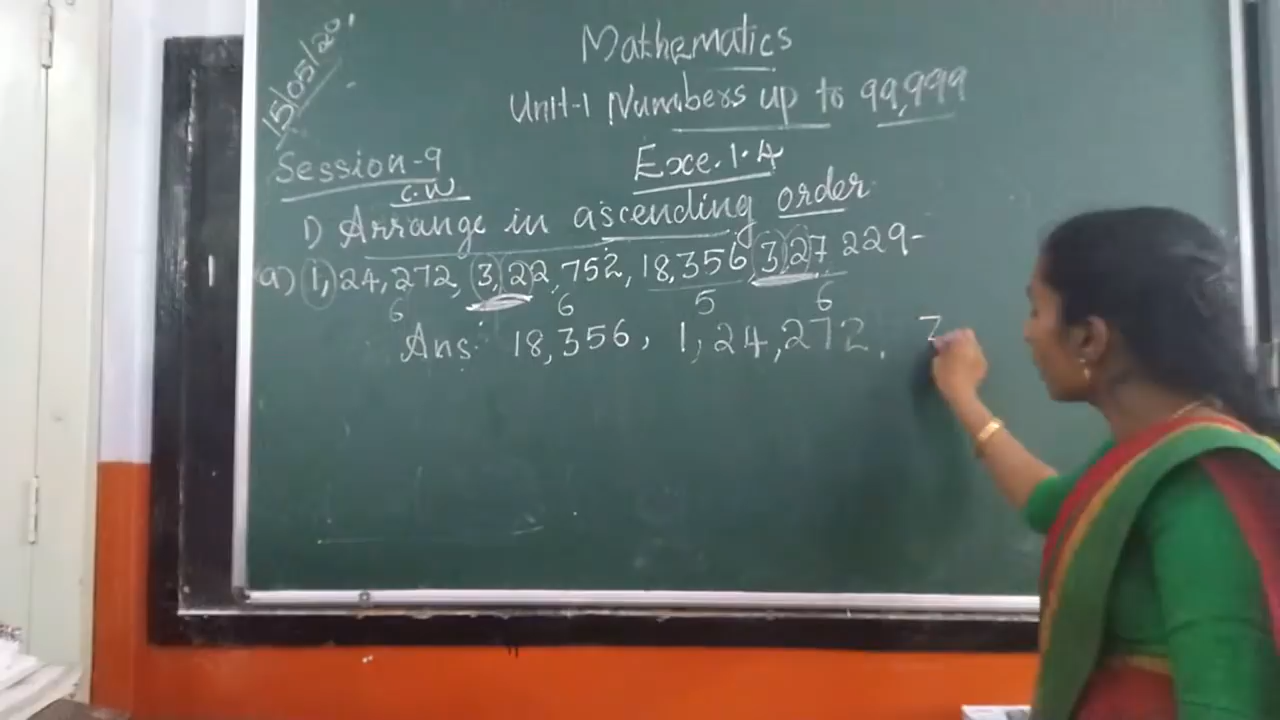 15/05/20
Mathematics
Unit-1 Numbers up to 99,999
Session-9
Exe.1.4
C.W
1) Arrange in ascending order
(a) 1,24,272, 3,22,752, 18,356, 3,27,229-
6 6 5 6
Ans: 18,356, 1,24,272, 3